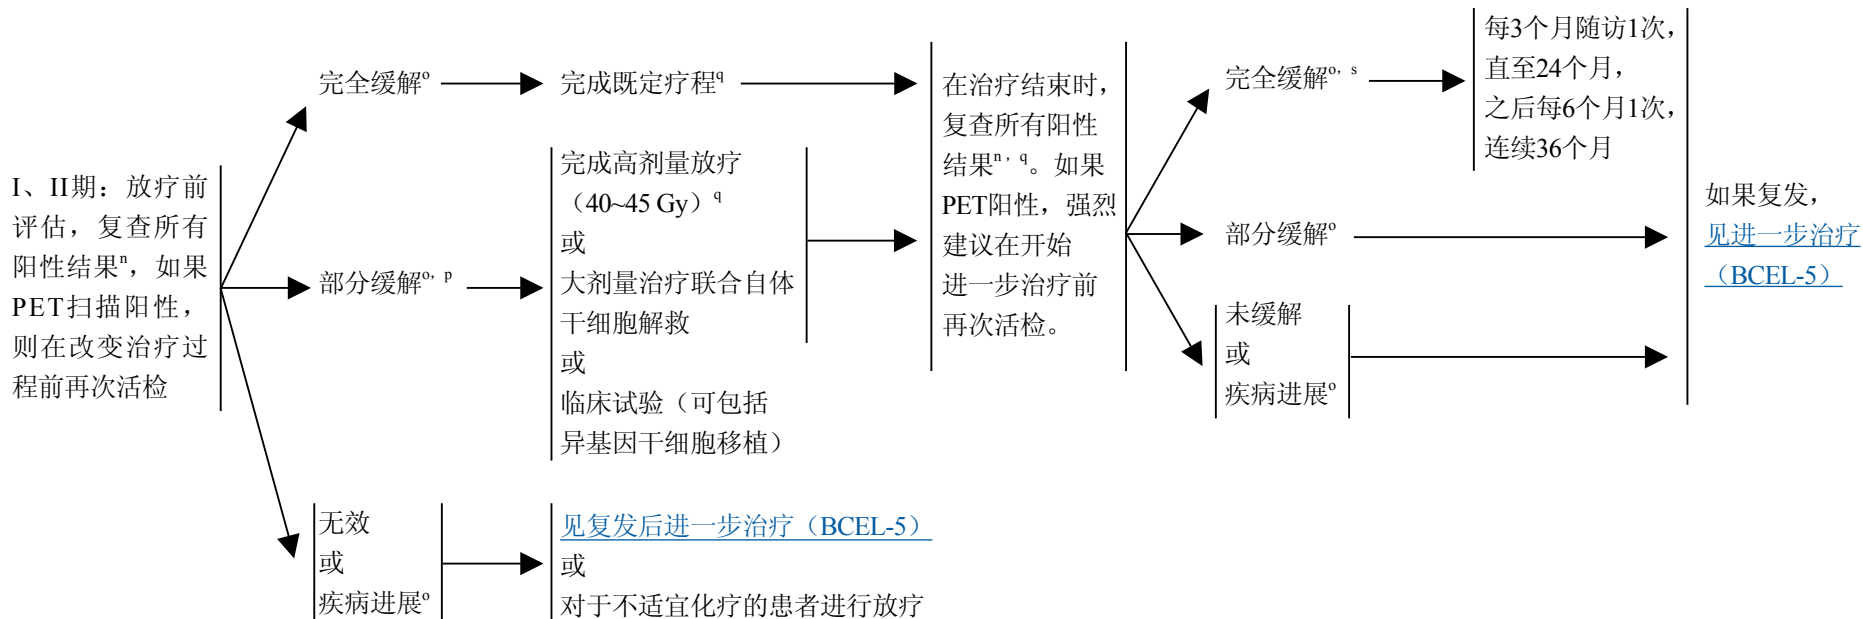 I、II期：放疗前
评估，复查所有
阳性结果ⁿ，如果
PET扫描阳性，
则在改变治疗过
程前再次活检
完全缓解ᵒ
完成既定疗程q
部分缓解ᵒ, ᵖ
完成高剂量放疗
（40~45 Gy）q
或
大剂量治疗联合自体
干细胞解救
或
临床试验（可包括
异基因干细胞移植）
无效
或
疾病进展ᵒ
见复发后进一步治疗（BCEL-5）
或
对于不适宜化疗的患者进行放疗
在治疗结束时，
复查所有阳性
结果ⁿ, q。如果
PET阳性，强烈
建议在开始
进一步治疗前
再次活检。
完全缓解ᵒ, ˢ
每3个月随访1次，
直至24个月，
之后每6个月1次，
连续36个月
部分缓解ᵒ
未缓解
或
疾病进展ᵒ
如果复发，
见进一步治疗
（BCEL-5）